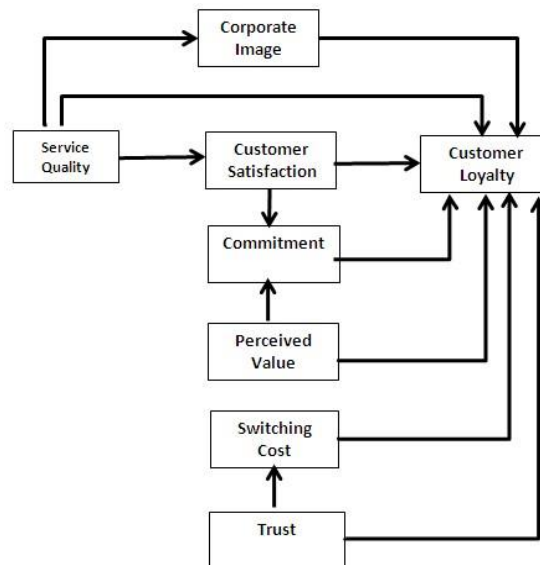 Corporate
Image
Service
Quality
Customer
Satisfaction
Customer
Loyalty
Commitment
Perceived
Value
Switching
Cost
Trust